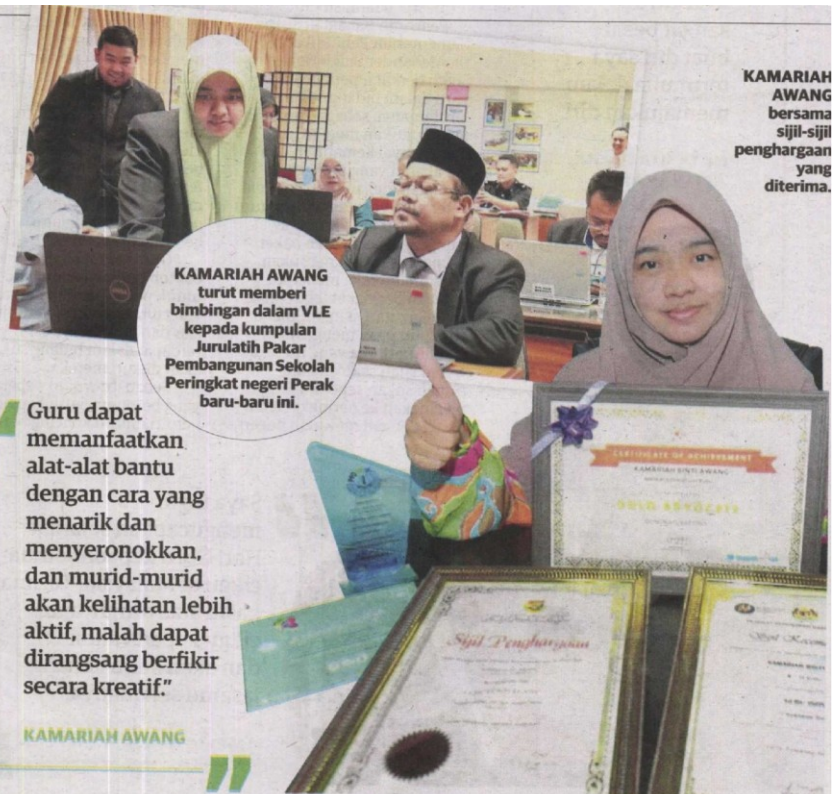 KAMARIAH
AWANG
bersama
sijil-sijil
penghargaan
yang
diterima.
KAMARIAH AWANG
turut memberi
bimbingan dalam VLE
kepada kumpulan
Jurulatih Pakar
Pembangunan Sekolah
Peringkat negeri Perak
baru-baru ini.
Guru dapat
memanfaatkan
alat-alat bantu
dengan cara yang
menarik dan
menyeronokkan,
dan murid-murid
akan kelihatan lebih
aktif, malah dapat
dirangsang berfikir
secara kreatif.”
KAMARIAH AWANG
CERTIFICATE OF ACHIEVEMENT
KAMARIAH BINTI AWANG
GOLD ADVOCATE
Sijil Penghargaan